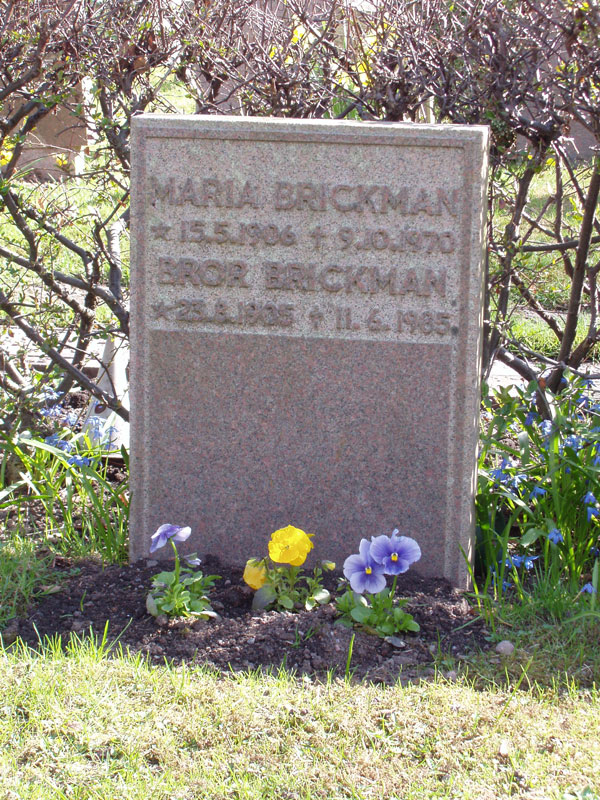 MARIA BRICKMAN
* 15.5.1906 † 9.10.1970
BROR BRICKMAN
* 23.8.1905 † 11.6.1985